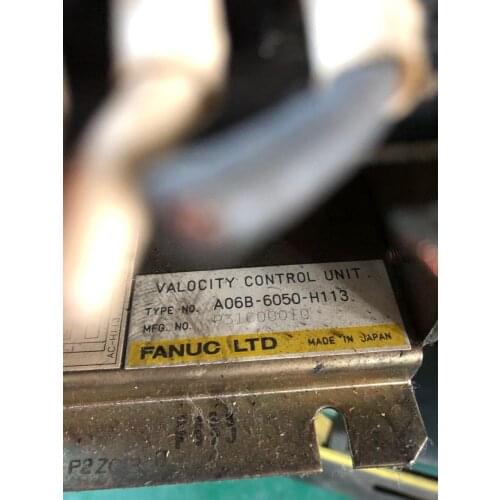 VALOCITY CONTROL UNIT.
TYPE NO. A06B-6050-H113.
MFG. NO.
FANUC LTD MADE IN JAPAN